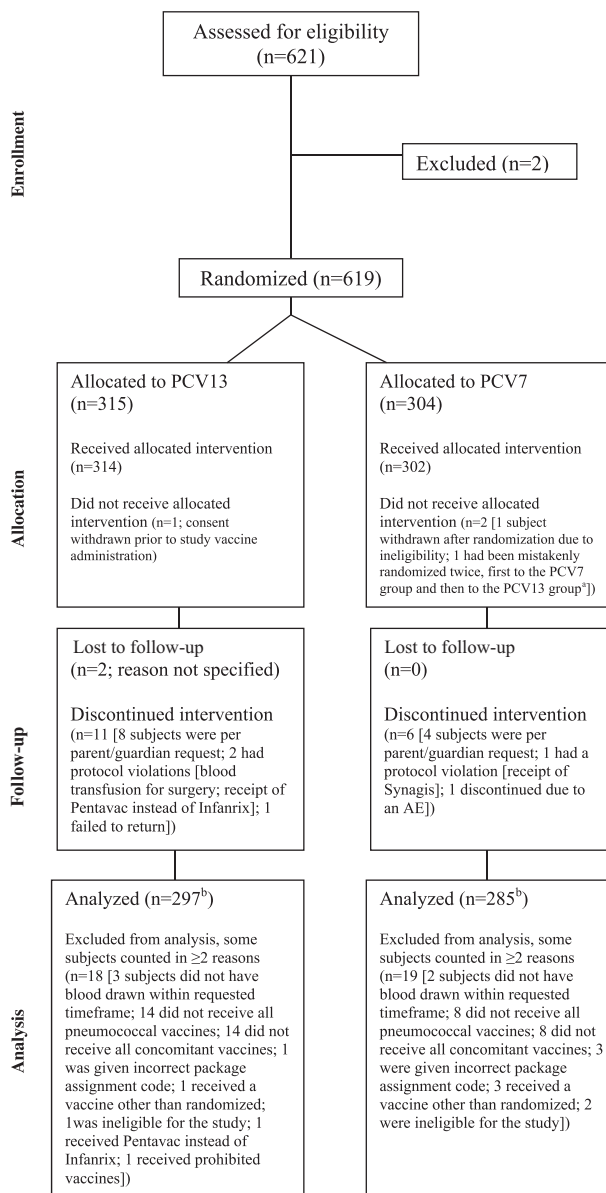 Assessed for eligibility
(n=621)
Enrollment
Excluded (n=2)
Randomized (n=619)
Allocation
Allocated to PCV13
(n=315)
Received allocated intervention
(n=314)
Did not receive allocated
intervention (n=1; consent
withdrawn prior to study vaccine
administration)
Allocated to PCV7
(n=304)
Received allocated intervention
(n=302)
Did not receive allocated
intervention (n=2 [1 subject
withdrawn after randomization due to
ineligibility; 1 had been mistakenly
randomized twice, first to the PCV7
group and then to the PCV13 groupᵃ])
Follow-up
Lost to follow-up
(n=2; reason not specified)
Discontinued intervention
(n=11 [8 subjects were per
parent/guardian request; 2 had
protocol violations [blood
transfusion for surgery; receipt of
Pentavac instead of Infanrix]; 1
failed to return])
Lost to follow-up
(n=0)
Discontinued intervention
(n=6 [4 subjects were per
parent/guardian request; 1 had a
protocol violation [receipt of
Synagis]; 1 discontinued due to
an AE])
Analysis
Analyzed (n=297ᵇ)
Excluded from analysis, some
subjects counted in ≥2 reasons
(n=18 [3 subjects did not have
blood drawn within requested
timeframe; 14 did not receive all
pneumococcal vaccines; 14 did not
receive all concomitant vaccines; 1
was given incorrect package
assignment code; 1 received a
vaccine other than randomized;
1was ineligible for the study; 1
received Pentavac instead of
Infanrix; 1 received prohibited
vaccines])
Analyzed (n=285ᵇ)
Excluded from analysis, some
subjects counted in ≥2 reasons
(n=19 [2 subjects did not have
blood drawn within requested
timeframe; 8 did not receive all
pneumococcal vaccines; 8 did not
receive all concomitant vaccines; 3
were given incorrect package
assignment code; 3 received a
vaccine other than randomized; 2
were ineligible for the study])